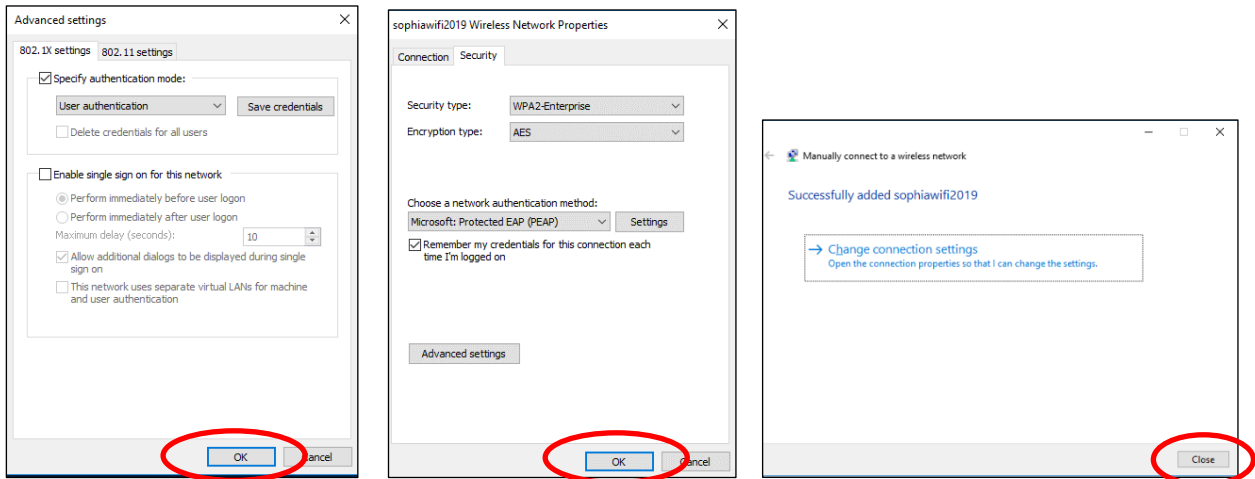 Advanced settings
802.1X settings 802.11 settings
Specify authentication mode:
User authentication Save credentials
Delete credentials for all users
Enable single sign on for this network
Perform immediately before user logon
Perform immediately after user logon
Maximum delay (seconds): 10
Allow additional dialogs to be displayed during single
sign on
This network uses separate virtual LANs for machine
and user authentication
OK Cancel
sophiawifi2019 Wireless Network Properties
Connection Security
Security type: WPA2-Enterprise
Encryption type: AES
Choose a network authentication method:
Microsoft: Protected EAP (PEAP) Settings
Remember my credentials for this connection each
time I'm logged on
Advanced settings
OK Cancel
Manually connect to a wireless network
Successfully added sophiawifi2019
Change connection settings
Open the connection properties so that I can change the settings.
Close